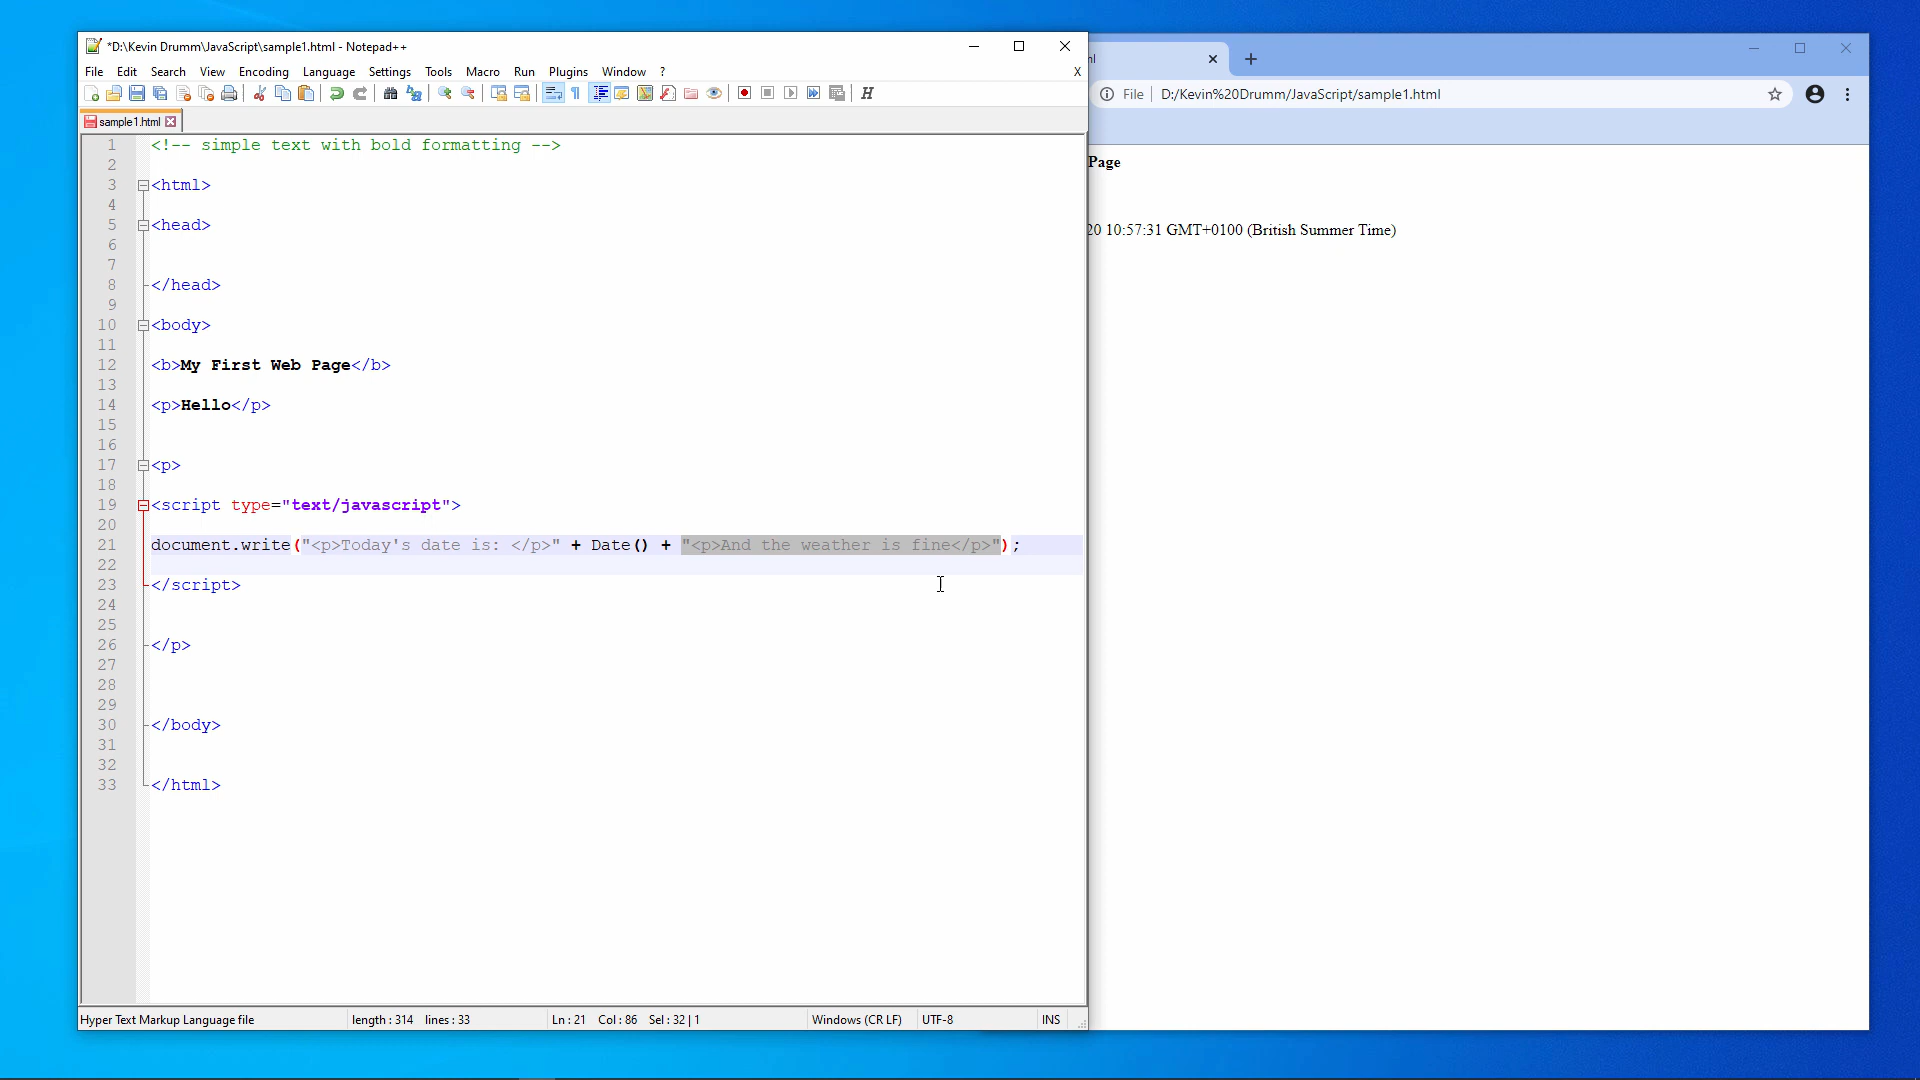 *D:\Kevin Drumm\JavaScript\sample1.html - Notepad++
File Edit Search View Encoding Language Settings Tools Macro Run Plugins Window ? X
sample1.html
1 <!-- simple text with bold formatting -->
2
3 <html>
4
5 <head>
6
7
8 </head>
9
10 <body>
11
12 <b>My First Web Page</b>
13
14 <p>Hello</p>
15
16
17 <p>
18
19 <script type="text/javascript">
20
21 document.write("<p>Today's date is: </p>" + Date() + "<p>And the weather is fine</p>");
22
23 </script>
24
25
26 </p>
27
28
29
30 </body>
31
32
33 </html>
Hyper Text Markup Language file length : 314 lines : 33 Ln : 21 Col : 86 Sel : 32 | 1 Windows (CR LF) UTF-8 INS
File D:/Kevin%20Drumm/JavaScript/sample1.html
Page
20 10:57:31 GMT+0100 (British Summer Time)